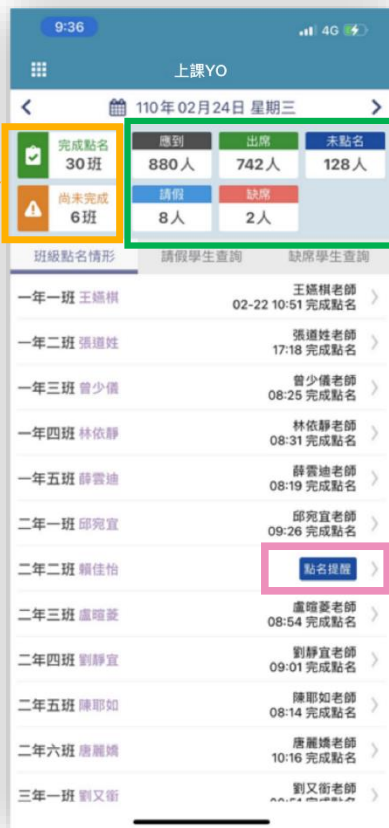 9:36
4G
上課YO
110年02月24日 星期三
完成點名
30班
尚未完成
6班
應到
880人
出席
742人
未點名
128人
請假
8人
缺席
2人
班級點名情形
請假學生查詢
缺席學生查詢
一年一班 王嬿棋
王嬿棋老師
02-22 10:51 完成點名
一年二班 張道姓
張道姓老師
17:18 完成點名
一年三班 曾少儀
曾少儀老師
08:25 完成點名
一年四班 林依靜
林依靜老師
08:31 完成點名
一年五班 薛雲迪
薛雲迪老師
08:19 完成點名
二年一班 邱宛宜
邱宛宜老師
09:26 完成點名
二年二班 賴佳怡
點名提醒
二年三班 盧暄菱
盧暄菱老師
08:54 完成點名
二年四班 劉靜宜
劉靜宜老師
09:01 完成點名
二年五班 陳耶如
陳耶如老師
08:14 完成點名
二年六班 唐麗嬌
唐麗嬌老師
10:16 完成點名
三年一班 劉又衝
劉又衝老師